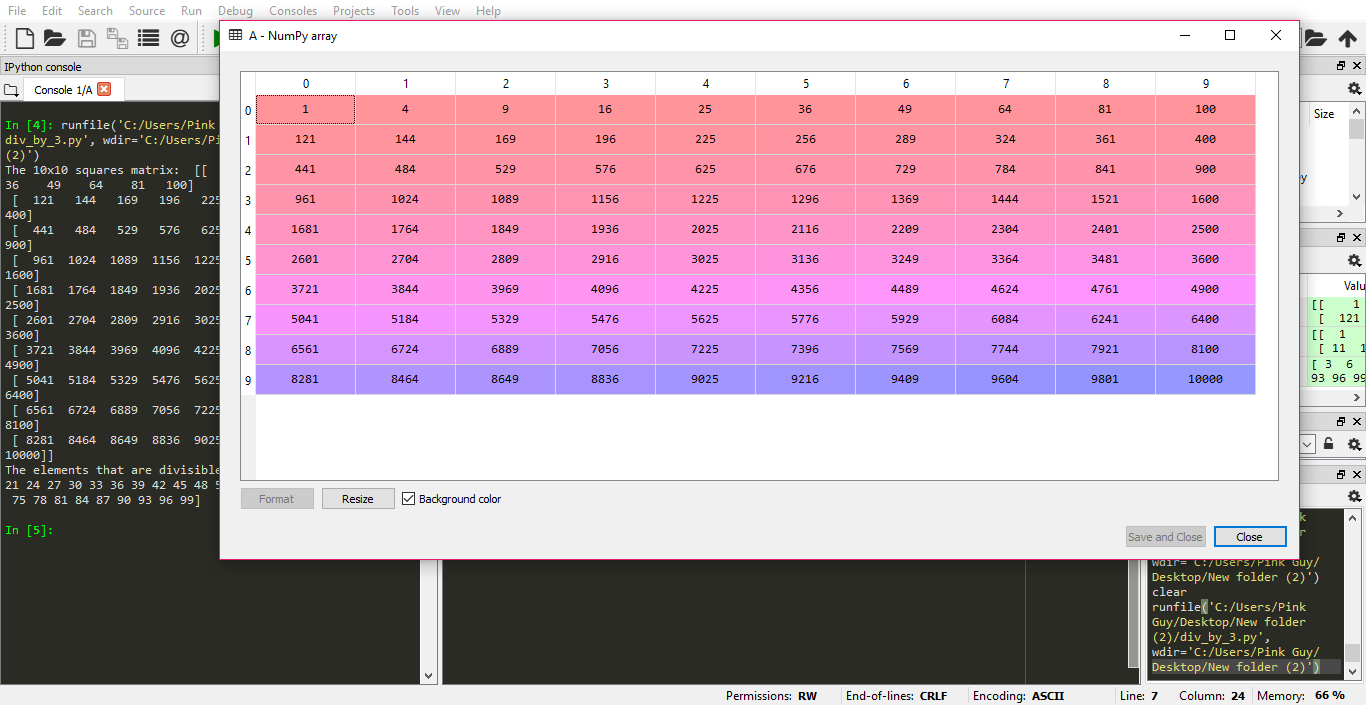 File Edit Search Source Run Debug Consoles Projects Tools View Help
A - NumPy array
IPython console
Console 1/A
In [4]: runfile('C:/Users/Pink
div_by_3.py', wdir='C:/Users/Pi
(2)')
The 10x10 squares matrix: [[
36 49 64 81 100]
[ 121 144 169 196 225
400]
[ 441 484 529 576 625
900]
[ 961 1024 1089 1156 1225
1600]
[ 1681 1764 1849 1936 2025
2500]
[ 2601 2704 2809 2916 3025
3600]
[ 3721 3844 3969 4096 4225
4900]
[ 5041 5184 5329 5476 5625
6400]
[ 6561 6724 6889 7056 7225
8100]
[ 8281 8464 8649 8836 9025
10000]]
The elements that are divisible
21 24 27 30 33 36 39 42 45 48 5
75 78 81 84 87 90 93 96 99]
In [5]:
0 1 2 3 4 5 6 7 8 9
0 1 4 9 16 25 36 49 64 81 100
1 121 144 169 196 225 256 289 324 361 400
2 441 484 529 576 625 676 729 784 841 900
3 961 1024 1089 1156 1225 1296 1369 1444 1521 1600
4 1681 1764 1849 1936 2025 2116 2209 2304 2401 2500
5 2601 2704 2809 2916 3025 3136 3249 3364 3481 3600
6 3721 3844 3969 4096 4225 4356 4489 4624 4761 4900
7 5041 5184 5329 5476 5625 5776 5929 6084 6241 6400
8 6561 6724 6889 7056 7225 7396 7569 7744 7921 8100
9 8281 8464 8649 8836 9025 9216 9409 9604 9801 10000
Format Resize Background color
Save and Close Close
Size
Valu
[[ 1
[ 121
[[ 1
[ 11 1
[ 3 6
93 96 99
wdir='C:/Users/Pink Guy/
Desktop/New folder (2)')
clear
runfile('C:/Users/Pink
Guy/Desktop/New folder
(2)/div_by_3.py',
wdir='C:/Users/Pink Guy/
Desktop/New folder (2)')
Permissions: RW End-of-lines: CRLF Encoding: ASCII Line: 7 Column: 24 Memory: 66 %